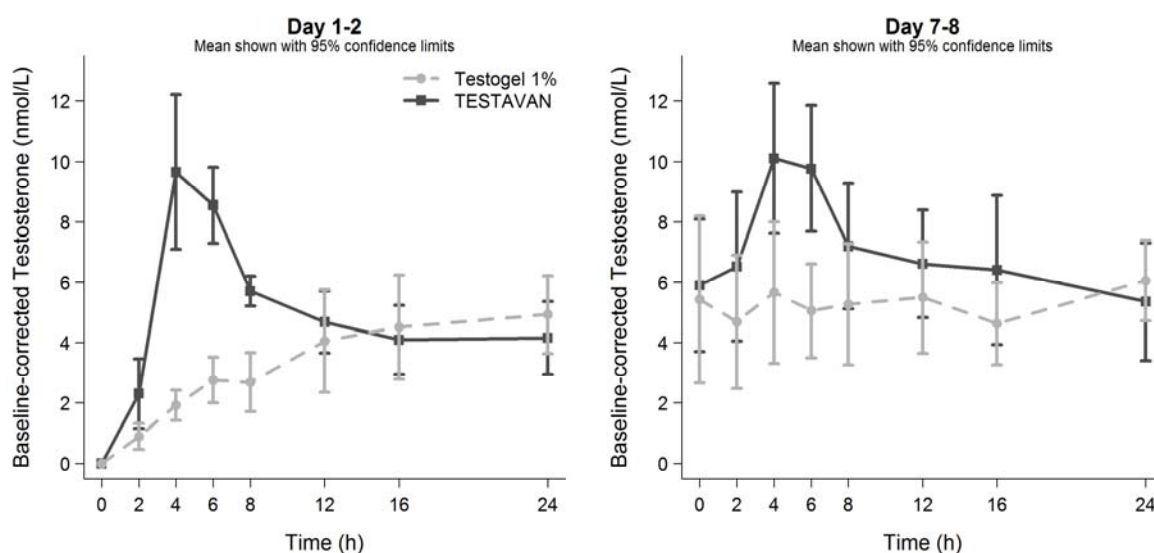 Day 1-2
Mean shown with 95% confidence limits
Testogel 1%
TESTAVAN
Baseline-corrected Testosterone (nmol/L)
12
10
8
6
4
2
0
0 2 4 6 8 12 16 24
Time (h)
Day 7-8
Mean shown with 95% confidence limits
Baseline-corrected Testosterone (nmol/L)
12
10
8
6
4
2
0
0 2 4 6 8 12 16 24
Time (h)